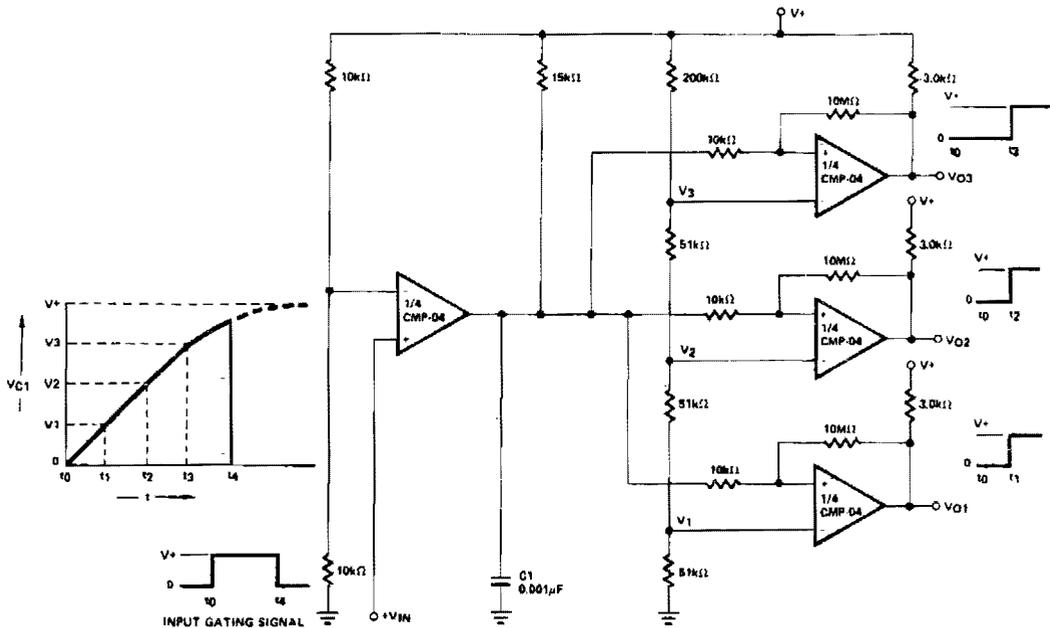 V+
10kΩ
15kΩ
200kΩ
3.0kΩ
10MΩ
V+
0
t0
t3
10kΩ
+
1/4
CMP-04
−
VO3
V3
V+
51kΩ
3.0kΩ
10MΩ
V+
0
t0
t2
10kΩ
−
1/4
CMP-04
+
+
1/4
CMP-04
−
VO2
V2
V+
V3
VC1
V2
V1
0
t0
t1
t2
t3
t4
t
V+
51kΩ
3.0kΩ
10MΩ
V+
0
t0
t1
10kΩ
+
1/4
CMP-04
−
VO1
V1
V+
0
t0
t4
INPUT GATING SIGNAL
10kΩ
+VIN
C1
0.001μF
51kΩ